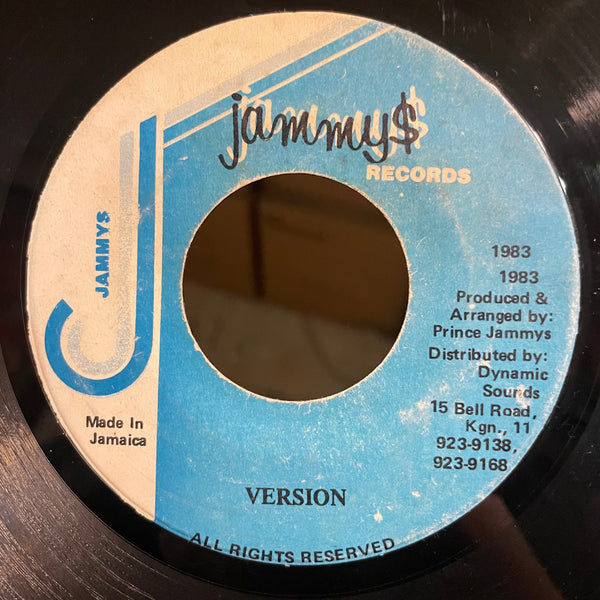 jammy$
RECORDS
JAMMYS
1983
1983
Produced &
Arranged by:
Prince Jammys
Distributed by:
Dynamic
Sounds
15 Bell Road,
Kgn., 11
923-9138,
923-9168
Made In
Jamaica
VERSION
ALL RIGHTS RESERVED